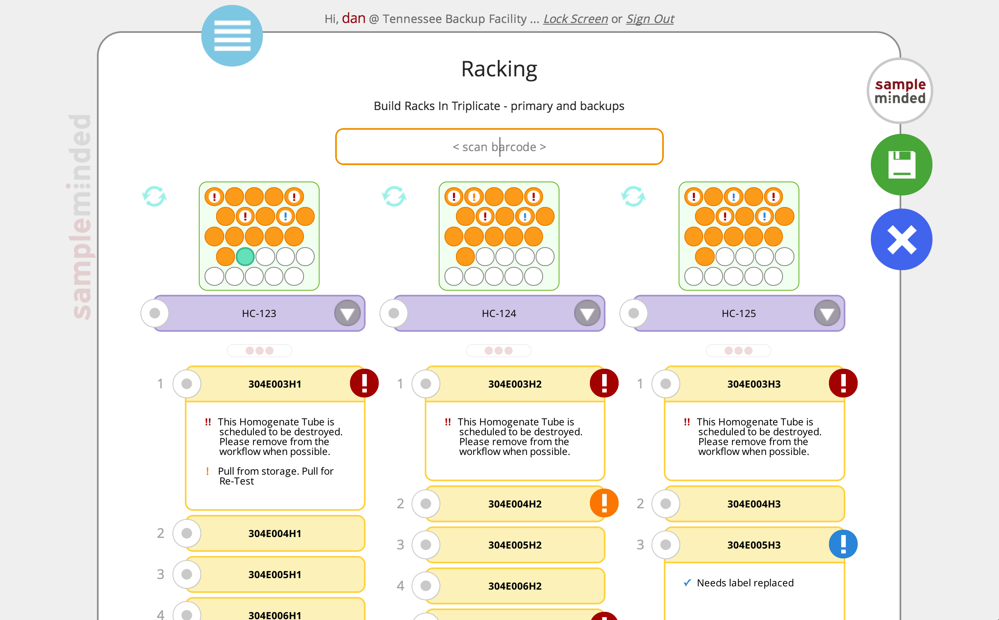 Hi, dan @ Tennessee Backup Facility ... Lock Screen or Sign Out
Racking
sample
minded
Build Racks In Triplicate - primary and backups
< scan barcode >
sampleminded
HC-123
HC-124
HC-125
1
304E003H1
!! This Homogenate Tube is
scheduled to be destroyed.
Please remove from the
workflow when possible.
! Pull from storage. Pull for
Re-Test
2
304E004H1
3
304E005H1
4
304E006H1
1
304E003H2
!! This Homogenate Tube is
scheduled to be destroyed.
Please remove from the
workflow when possible.
2
304E004H2
3
304E005H2
4
304E006H2
1
304E003H3
!! This Homogenate Tube is
scheduled to be destroyed.
Please remove from the
workflow when possible.
2
304E004H3
3
304E005H3
✓ Needs label replaced